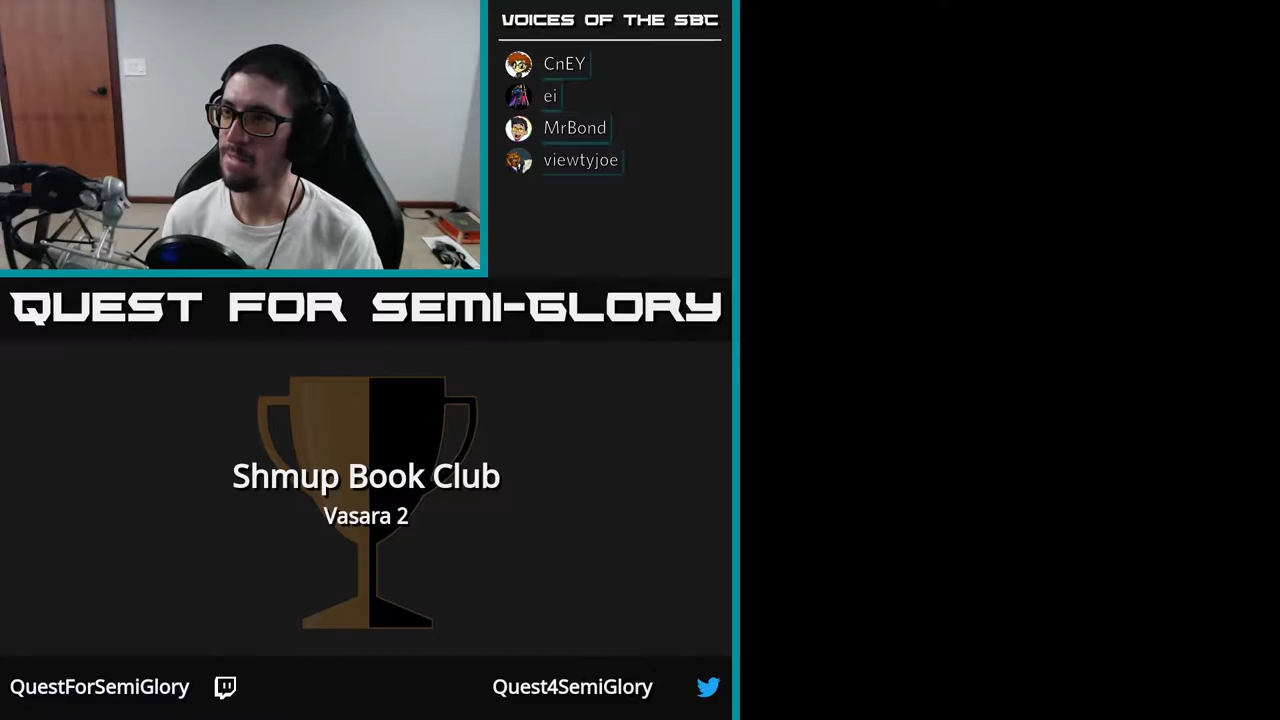 VOICES OF THE SBC
CnEY
ei
MrBond
viewtyjoe
QUEST FOR SEMI-GLORY
Shmup Book Club
Vasara 2
QuestForSemiGlory
Quest4SemiGlory